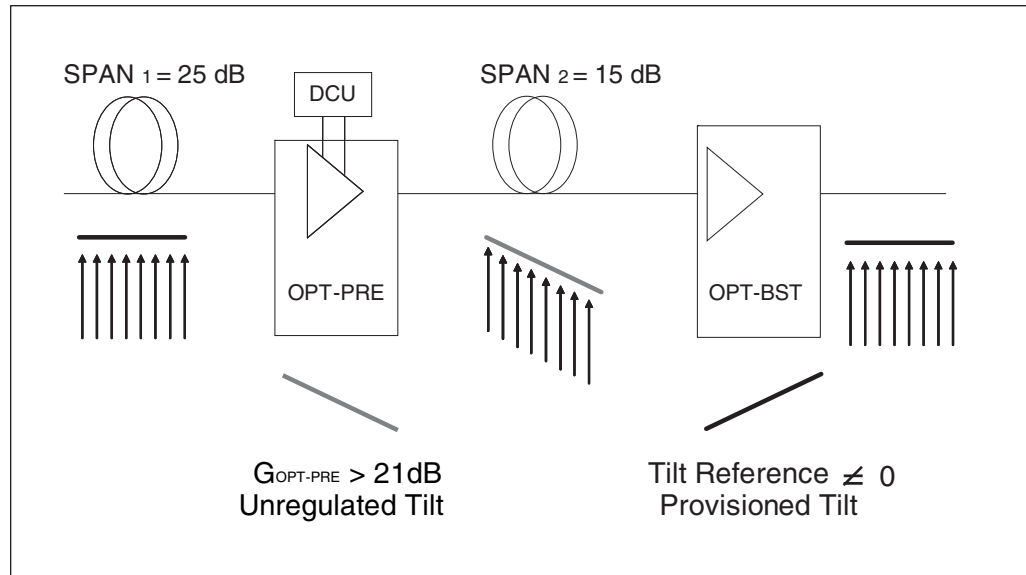 SPAN 1 = 25 dB
SPAN 2 = 15 dB
DCU
OPT-PRE
OPT-BST
GOPT-PRE > 21dB
Unregulated Tilt
Tilt Reference ≠ 0
Provisioned Tilt